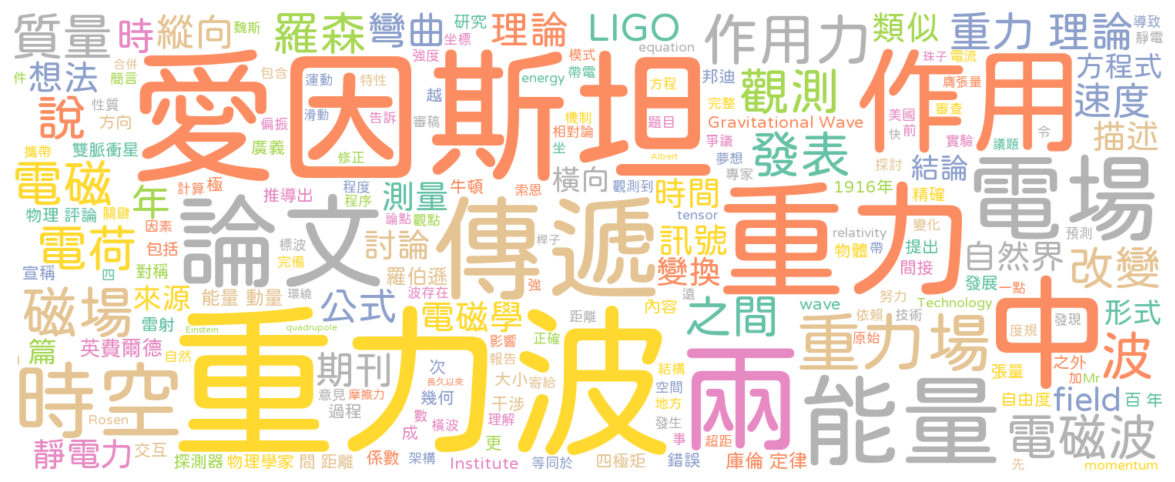 質量 時 縱向 魏斯 羅森 彎曲 研究 坐標 理論 LIGO 作用力 類似 重力 理論 導致 靜電
件 合併 簡言 想法 包含 強度 equation 模式 帶電 邦迪 珠子 電流 方程式
愛因斯坦 運動 特性 滑動 告訴 修正 越 審稿 energy 方程 機制 題目 完整 觀測 作用 膺張量 審查 速度
說 性質 方向 偏振 廣義 相對論 坐 Gravitational Wave 爭議 美國 前 快 實驗 議題 令 描述
雙脈衝星 攜帶 計算 極 牛頓 索恩 Albert 夢想 專家 發表 探討 結論 電場
電磁 年 推導出 程度 程序 測量 橫向 觀測到 時間 1916年 精確
物理 評論 關鍵 因素 論文 論點 觀點 傳遞 桿子 tensor 重力 relativity 變化 提出 預測
電荷 包括 標波 完備 討論 訊號 物體 帶 間接 自然界 改變
宣稱 四 對稱 羅伯遜 波存在 強 變換 遠 發展 一點
磁場 來源 能量 動量 環繞 公式 電磁學 內容 之間 wave 努力 Technology 中 形式
雷射 Einstein quadrupole 距離 正確 依賴 技術 度規 發現
篇 英費爾德 自然 重力波 期刊 影響 報告 兩 重力場 原始 波
時空 意見 摩擦力 長久以來 次 幾何 大小 寄給 結構 空間 能量 張量 之外 加 Mr
Rosen 過程 數 橫波 理解 干涉 地方 發生 自由度 field 百 年
靜電力 交互 成 更 事 超距 電磁波
探測器 物理學家 間 距離 係數 架構 Institute 等同於 四極矩 錯誤 庫倫 定律 先 momentum